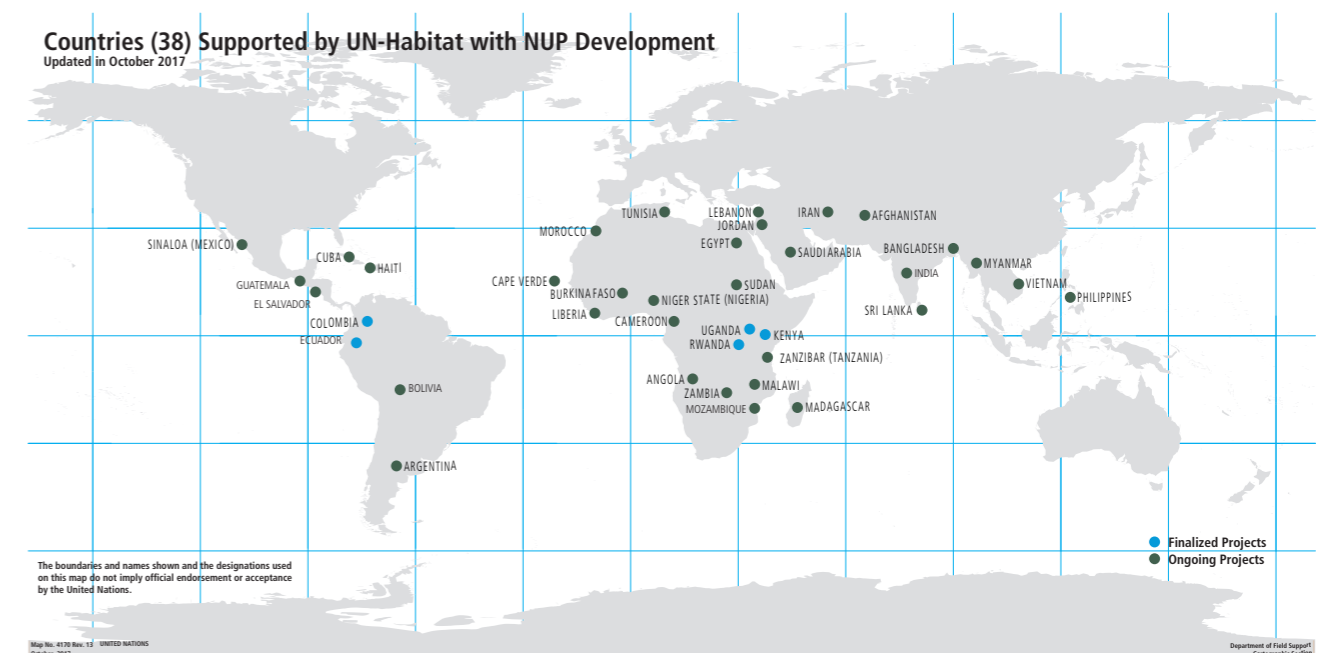 Countries (38) Supported by UN-Habitat with NUP Development
Updated in October 2017
TUNISIA
LEBANON
IRAN
AFGHANISTAN
JORDAN
MOROCCO
EGYPT
SINALOA (MEXICO)
SAUDI ARABIA
BANGLADESH
CUBA
HAITI
MYANMAR
INDIA
GUATEMALA
CAPE VERDE
SUDAN
VIETNAM
EL SALVADOR
BURKINA FASO
NIGER STATE (NIGERIA)
PHILIPPINES
LIBERIA
SRI LANKA
COLOMBIA
CAMEROON
UGANDA
KENYA
ECUADOR
RWANDA
ZANZIBAR (TANZANIA)
ANGOLA
MALAWI
BOLIVIA
ZAMBIA
MOZAMBIQUE
MADAGASCAR
ARGENTINA
Finalized Projects
Ongoing Projects
The boundaries and names shown and the designations used
on this map do not imply official endorsement or acceptance
by the United Nations.
Map No. 4170 Rev. 13 UNITED NATIONS
October 2017
Department of Field Support
Cartographic Section